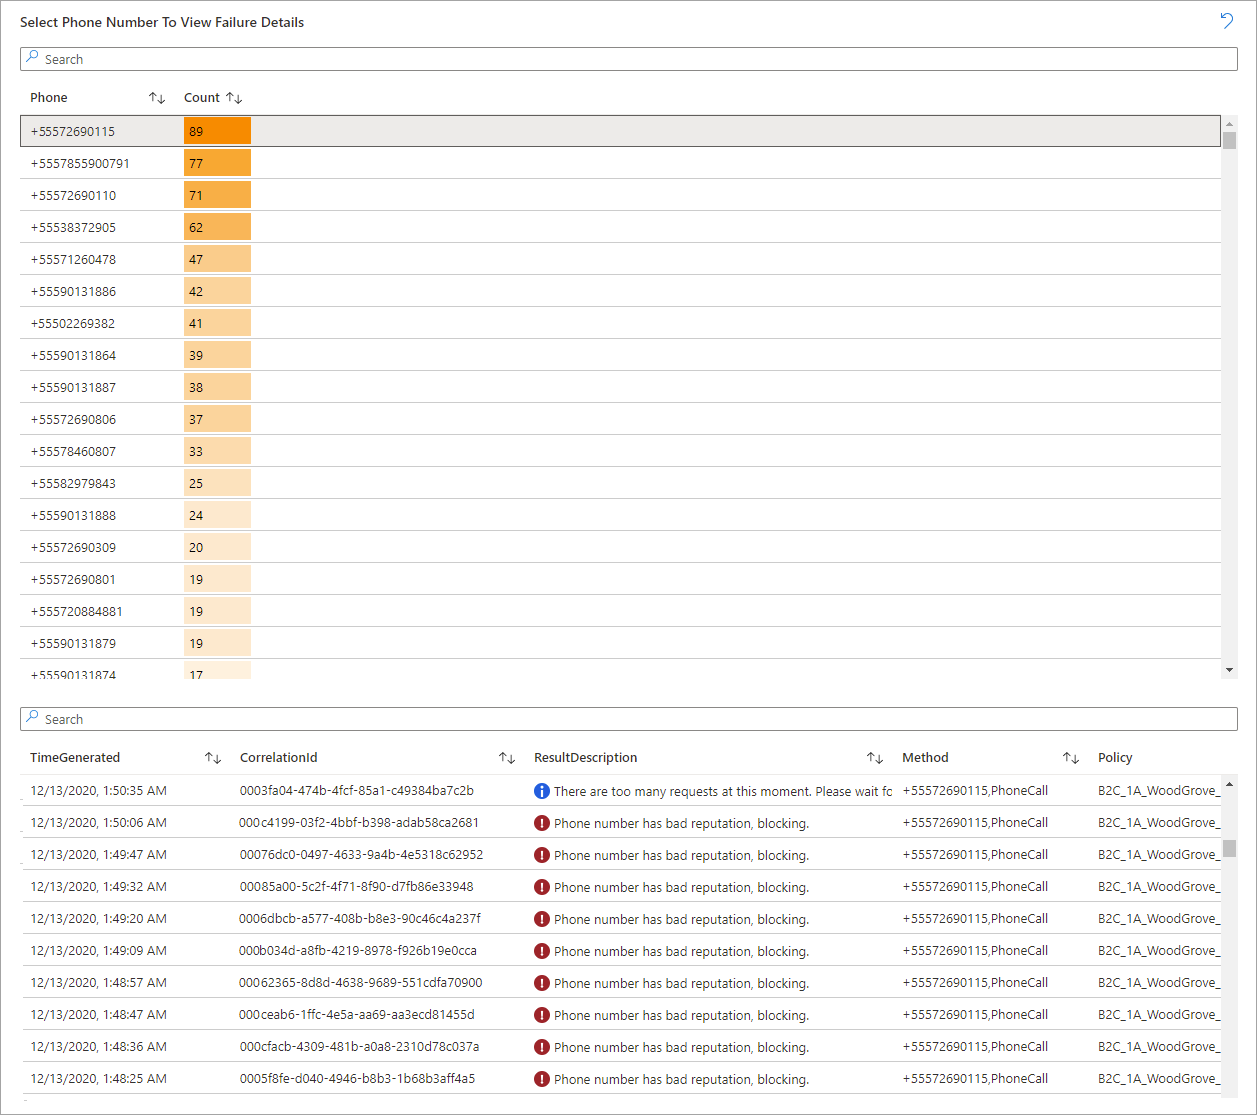 Select Phone Number To View Failure Details
Search
Phone Count
+55572690115 89
+5557855900791 77
+55572690110 71
+55538372905 62
+55571260478 47
+55590131886 42
+55502269382 41
+55590131864 39
+55590131887 38
+55572690806 37
+55578460807 33
+55582979843 25
+55590131888 24
+55572690309 20
+55572690801 19
+555720884881 19
+55590131879 19
+55590131874 17
Search
TimeGenerated CorrelationId ResultDescription Method Policy
12/13/2020, 1:50:35 AM 0003fa04-474b-4fcf-85a1-c49384ba7c2b There are too many requests at this moment. Please wait fo +55572690115,PhoneCall B2C_1A_WoodGrove_
12/13/2020, 1:50:06 AM 000c4199-03f2-4bbf-b398-adab58ca2681 Phone number has bad reputation, blocking. +55572690115,PhoneCall B2C_1A_WoodGrove_
12/13/2020, 1:49:47 AM 00076dc0-0497-4633-9a4b-4e5318c62952 Phone number has bad reputation, blocking. +55572690115,PhoneCall B2C_1A_WoodGrove_
12/13/2020, 1:49:32 AM 00085a00-5c2f-4f71-8f90-d7fb86e33948 Phone number has bad reputation, blocking. +55572690115,PhoneCall B2C_1A_WoodGrove_
12/13/2020, 1:49:20 AM 0006dbcb-a577-408b-b8e3-90c46c4a237f Phone number has bad reputation, blocking. +55572690115,PhoneCall B2C_1A_WoodGrove_
12/13/2020, 1:49:09 AM 000b034d-a8fb-4219-8978-f926b19e0cca Phone number has bad reputation, blocking. +55572690115,PhoneCall B2C_1A_WoodGrove_
12/13/2020, 1:48:57 AM 00062365-8d8d-4638-9689-551cdfa70900 Phone number has bad reputation, blocking. +55572690115,PhoneCall B2C_1A_WoodGrove_
12/13/2020, 1:48:47 AM 000ceab6-1ffc-4e5a-aa69-aa3ecd81455d Phone number has bad reputation, blocking. +55572690115,PhoneCall B2C_1A_WoodGrove_
12/13/2020, 1:48:36 AM 000cfacb-4309-481b-a0a8-2310d78c037a Phone number has bad reputation, blocking. +55572690115,PhoneCall B2C_1A_WoodGrove_
12/13/2020, 1:48:25 AM 0005f8fe-d040-4946-b8b3-1b68b3aff4a5 Phone number has bad reputation, blocking. +55572690115,PhoneCall B2C_1A_WoodGrove_